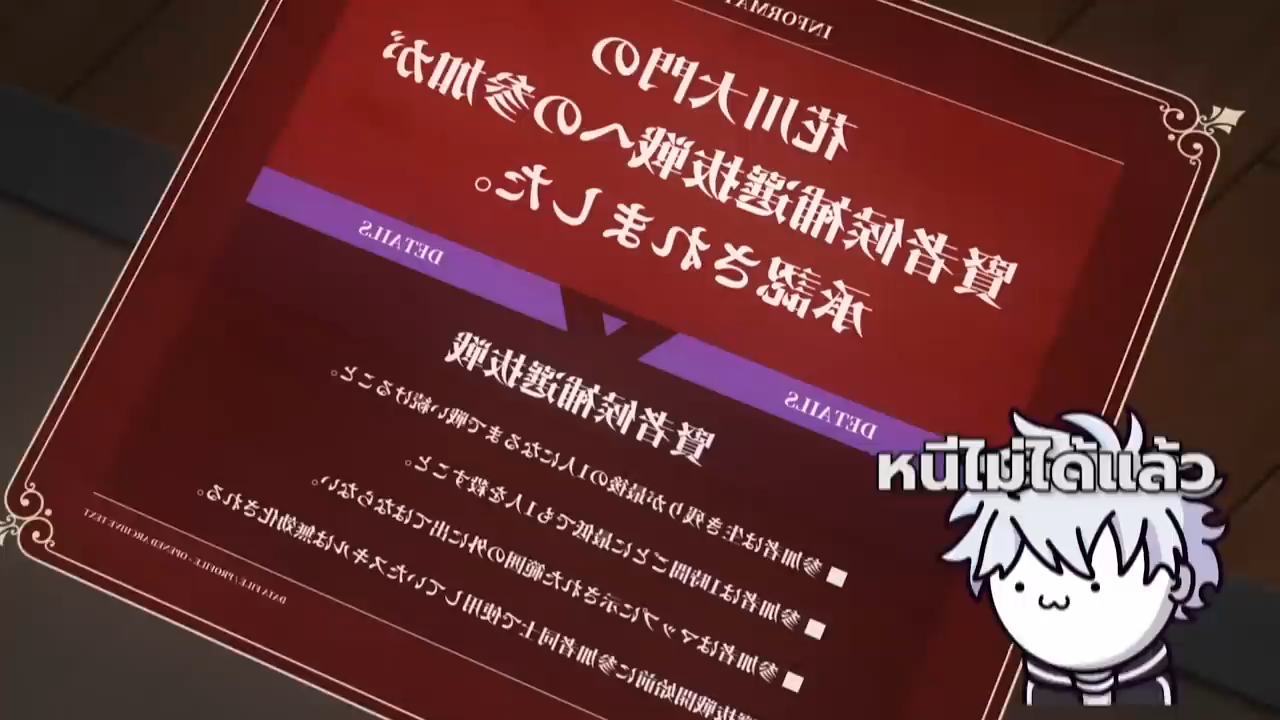 INFORMAT
花川大門の
賢者候補選抜戦への参加が
承認されました。
DETAILS
DETAILS
賢者候補選抜戦
■ 参加者は生き残りが最後の1人になるまで戦い続けること。
■ 参加者は1時間ごとに最低でも1人を殺すこと。
■ 参加者はマップに示された範囲の外に出てはならない。
選抜戦開始前に参加者同士で使用していたスキルは無効化される。
DATA FILE / PROFILE - OPENED ARCHIVE TEXT
หนีไม่ได้แล้ว